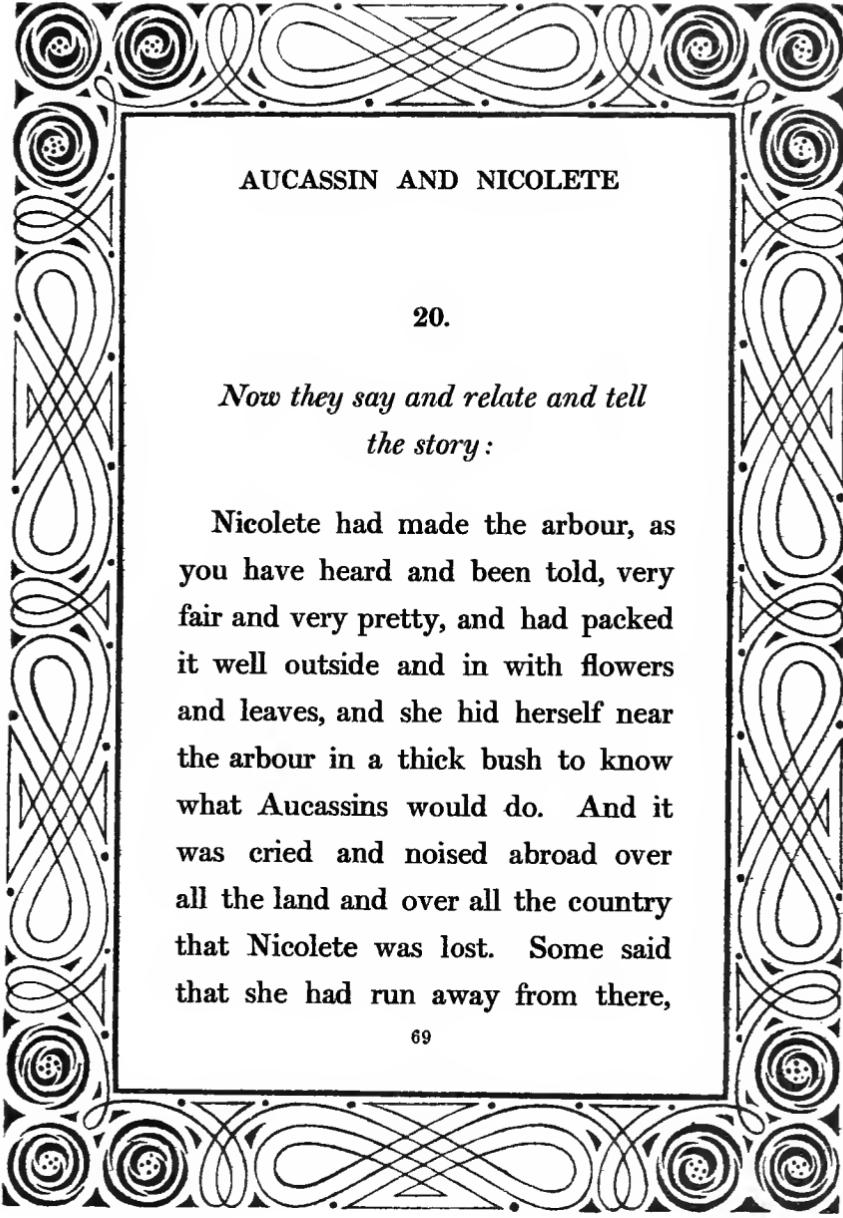 AUCASSIN AND NICOLETE
20.
Now they say and relate and tell
the story :
Nicolete had made the arbour, as
you have heard and been told, very
fair and very pretty, and had packed
it well outside and in with flowers
and leaves, and she hid herself near
the arbour in a thick bush to know
what Aucassins would do. And it
was cried and noised abroad over
all the land and over all the country
that Nicolete was lost. Some said
that she had run away from there,
69